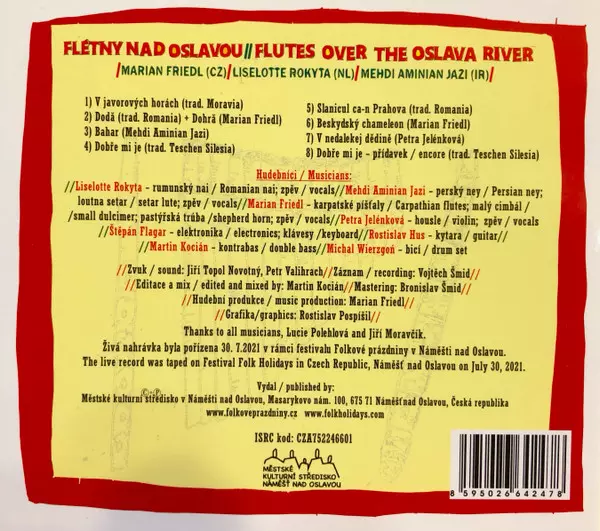 FLÉTNY NAD OSLAVOU//FLUTES OVER THE OSLAVA RIVER
/MARIAN FRIEDL (CZ)/LISELOTTE ROKYTA (NL)/MEHDI AMINIAN JAZI (IR)/
1) V javorových horách (trad. Moravia)
2) Dodă (trad. Romania) + Dohră (Marian Friedl)
3) Bahar (Mehdi Aminian Jazi)
4) Dobře mi je (trad. Teschen Silesia)
5) Slanicul ca-n Prahova (trad. Romania)
6) Beskydský chameleon (Marian Friedl)
7) V nedalekej dědině (Petra Jelénková)
8) Dobře mi je – přídavek / encore (trad. Teschen Silesia)
Hudebníci / Musicians:
//Liselotte Rokyta – rumunský nai / Romanian nai; zpěv / vocals//Mehdi Aminian Jazi – perský ney / Persian ney;
loutna setar / setar lute; zpěv / vocals//Marian Friedl – karpatské píšťaly / Carpathian flutes; malý cimbál /
/small dulcimer; pastýřská trúba /shepherd horn; zpěv / vocals//Petra Jelénková – housle / violin; zpěv / vocals
//Štěpán Flagar – elektronika / electronics; klávesy/keyboard//Rostislav Hus – kytara / guitar//
//Martin Kocián – kontrabas / double bass//Michal Wierzgoń – bicí / drum set
//Zvuk / sound: Jiří Topol Novotný, Petr Valihrach//Záznam / recording: Vojtěch Šmíd//
//Editace a mix / edited and mixed by: Martin Kocián//Mastering: Bronislav Šmíd//
//Hudební produkce / music production: Marian Friedl//
//Grafika/graphics: Rostislav Pospíšil//
Thanks to all musicians, Lucie Polehlová and Jiří Moravčík.
Živá nahrávka byla pořízena 30. 7.2021 v rámci festivalu Folkové prázdniny v Náměšti nad Oslavou.
The live record was taped on Festival Folk Holidays in Czech Republic, Náměšť nad Oslavou on July 30, 2021.
Vydal / published by:
Městské kulturní středisko v Náměšti nad Oslavou, Masarykovo nám. 100, 675 71 Náměšť nad Oslavou, Česká republika
www.folkoveprazdniny.cz www.folkholidays.com
ISRC kod: CZA752246601
MĚSTSKÉ
KULTURNÍ STŘEDISKO
NÁMĚŠŤ NAD OSLAVOU
8 595026 642478